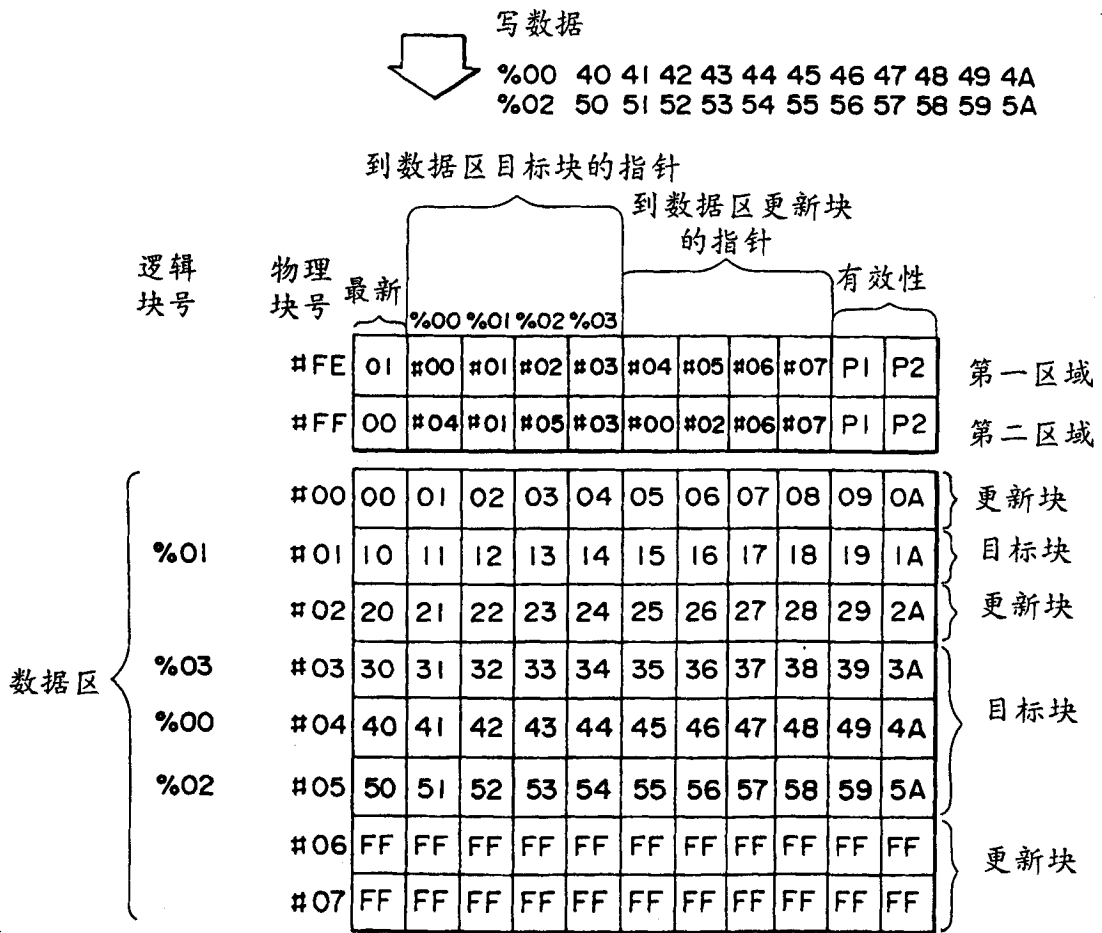 写数据
%00 40 41 42 43 44 45 46 47 48 49 4A
%02 50 51 52 53 54 55 56 57 58 59 5A
到数据区目标块的指针
到数据区更新块
的指针
逻辑
块号
物理
块号
最新
有效性
%00 %01 %02 %03
#FE 01 #00 #01 #02 #03 #04 #05 #06 #07 P1 P2 第一区域
#FF 00 #04 #01 #05 #03 #00 #02 #06 #07 P1 P2 第二区域
#00 00 01 02 03 04 05 06 07 08 09 0A 更新块
%01 #01 10 11 12 13 14 15 16 17 18 19 1A 目标块
#02 20 21 22 23 24 25 26 27 28 29 2A 更新块
%03 #03 30 31 32 33 34 35 36 37 38 39 3A
数据区
%00 #04 40 41 42 43 44 45 46 47 48 49 4A 目标块
%02 #05 50 51 52 53 54 55 56 57 58 59 5A
#06 FF FF FF FF FF FF FF FF FF FF FF
更新块
#07 FF FF FF FF FF FF FF FF FF FF FF